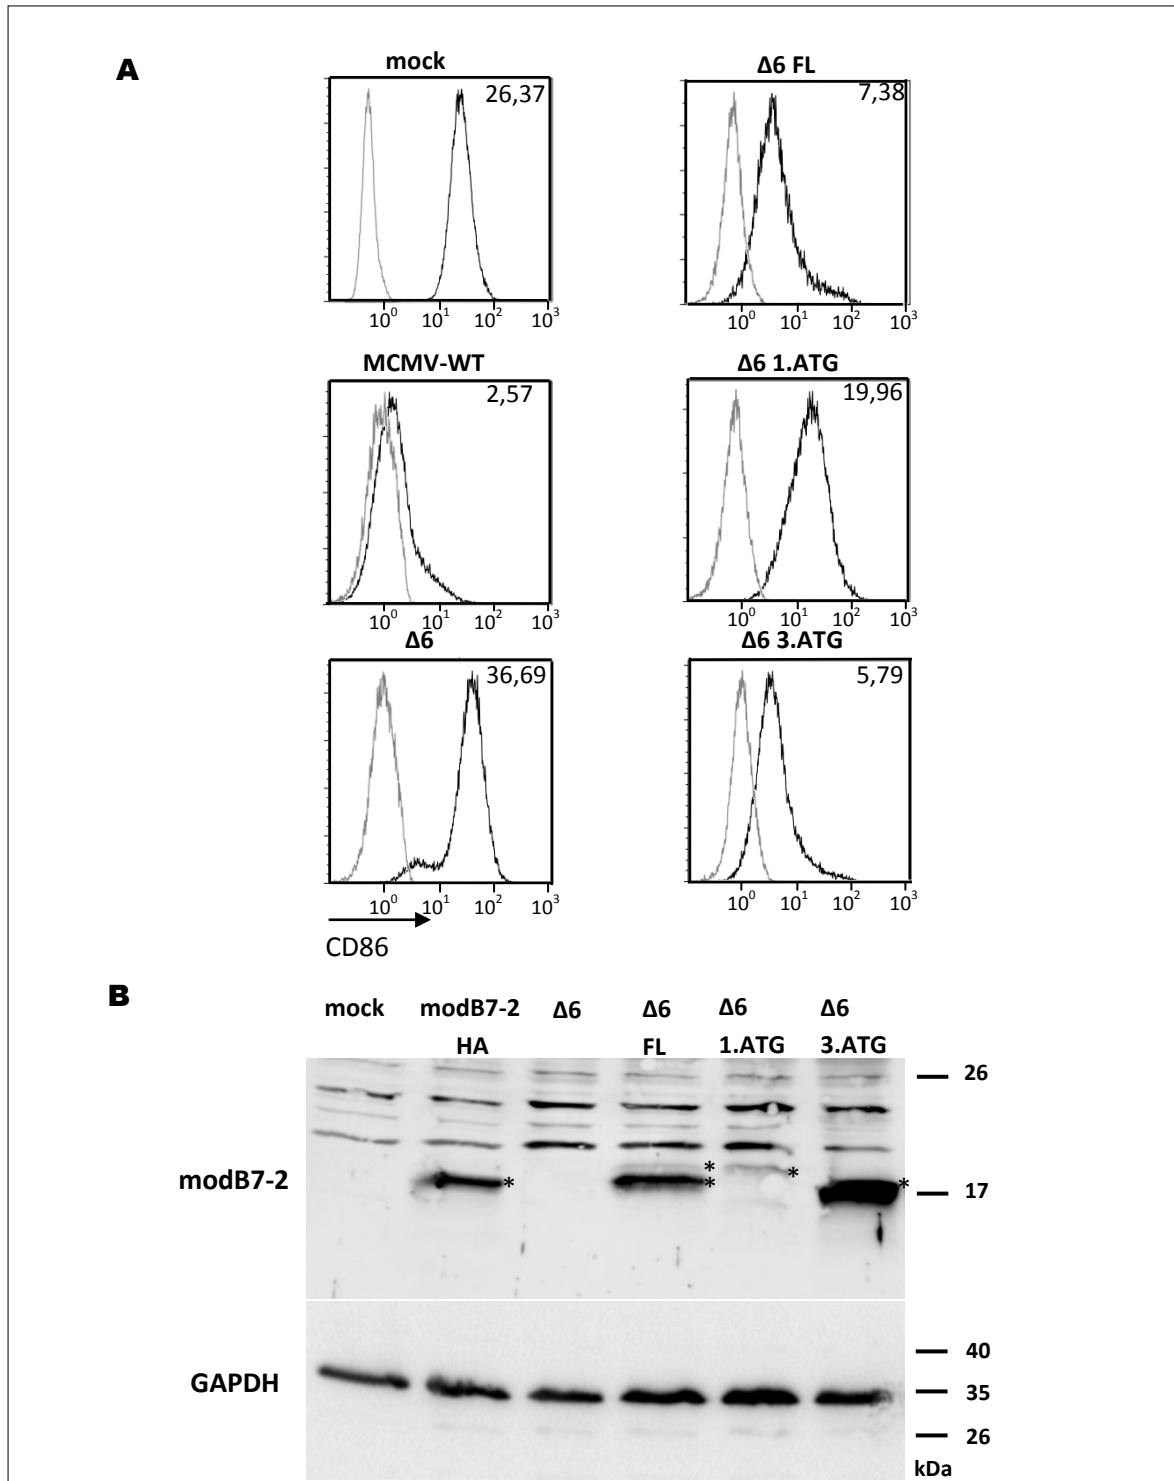 A
mock
26,37
10⁰ 10¹ 10² 10³
Δ6 FL
7,38
10⁰ 10¹ 10² 10³
MCMV-WT
2,57
10⁰ 10¹ 10² 10³
Δ6 1.ATG
19,96
10⁰ 10¹ 10² 10³
Δ6
36,69
10⁰ 10¹ 10² 10³
CD86
Δ6 3.ATG
5,79
10⁰ 10¹ 10² 10³
B
mock modB7-2 Δ6 Δ6 Δ6 Δ6
HA FL 1.ATG 3.ATG
26
*
* *
modB7-2 * * *
17
40
GAPDH
35
26
kDa